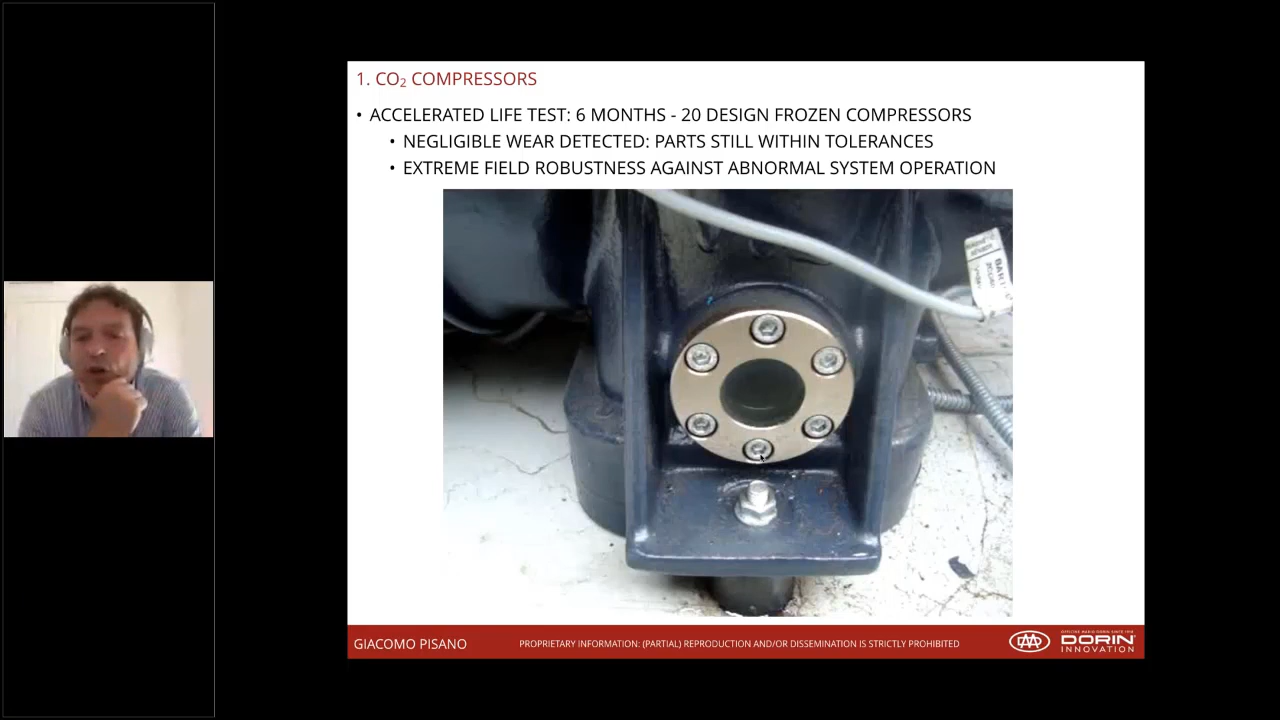 1. CO₂ COMPRESSORS
• ACCELERATED LIFE TEST: 6 MONTHS - 20 DESIGN FROZEN COMPRESSORS
• NEGLIGIBLE WEAR DETECTED: PARTS STILL WITHIN TOLERANCES
• EXTREME FIELD ROBUSTNESS AGAINST ABNORMAL SYSTEM OPERATION
GIACOMO PISANO
PROPRIETARY INFORMATION: (PARTIAL) REPRODUCTION AND/OR DISSEMINATION IS STRICTLY PROHIBITED
DORIN
INNOVATION